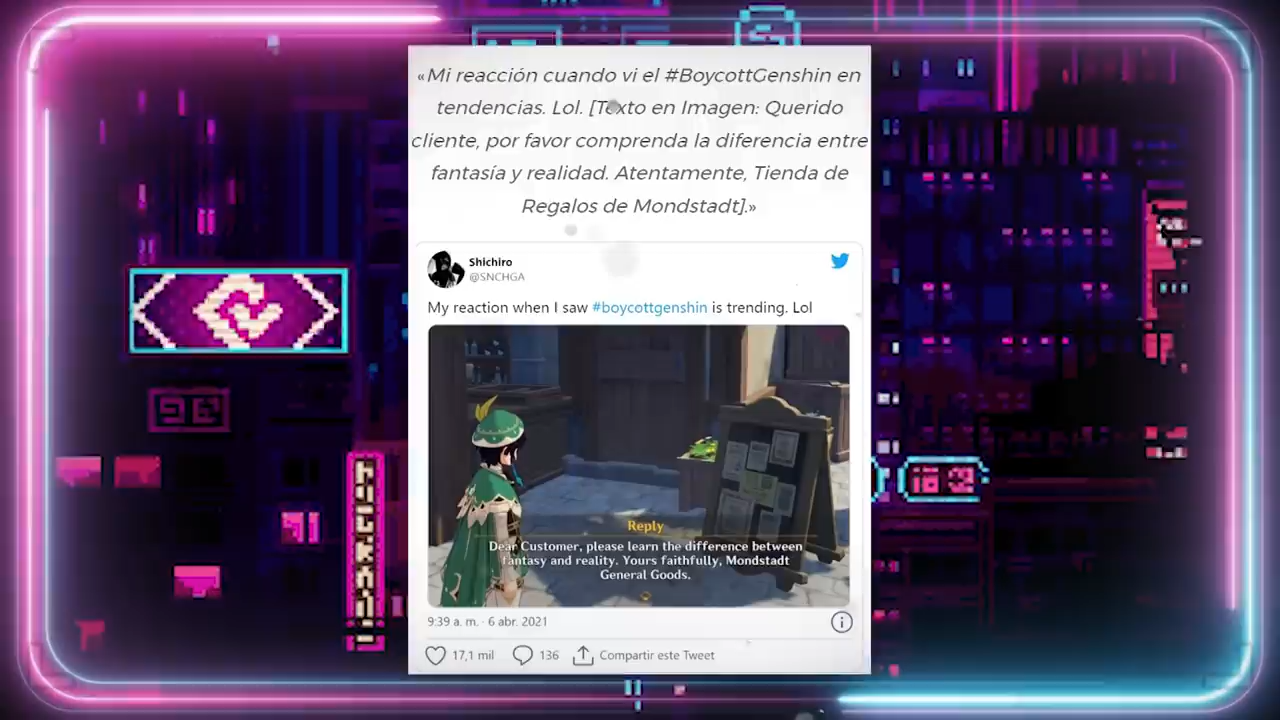 «Mi reacción cuando vi el #BoycottGenshin en
tendencias. Lol. [Texto en Imagen: Querido
cliente, por favor comprenda la diferencia entre
fantasía y realidad. Atentamente, Tienda de
Regalos de Mondstadt].»
Shichiro
@SNCHGA
My reaction when I saw #boycottgenshin is trending. Lol
Reply
Dear Customer, please learn the difference between
fantasy and reality. Yours faithfully, Mondstadt
General Goods.
9:39 a. m. · 6 abr. 2021
17,1 mil
136
Compartir este Tweet